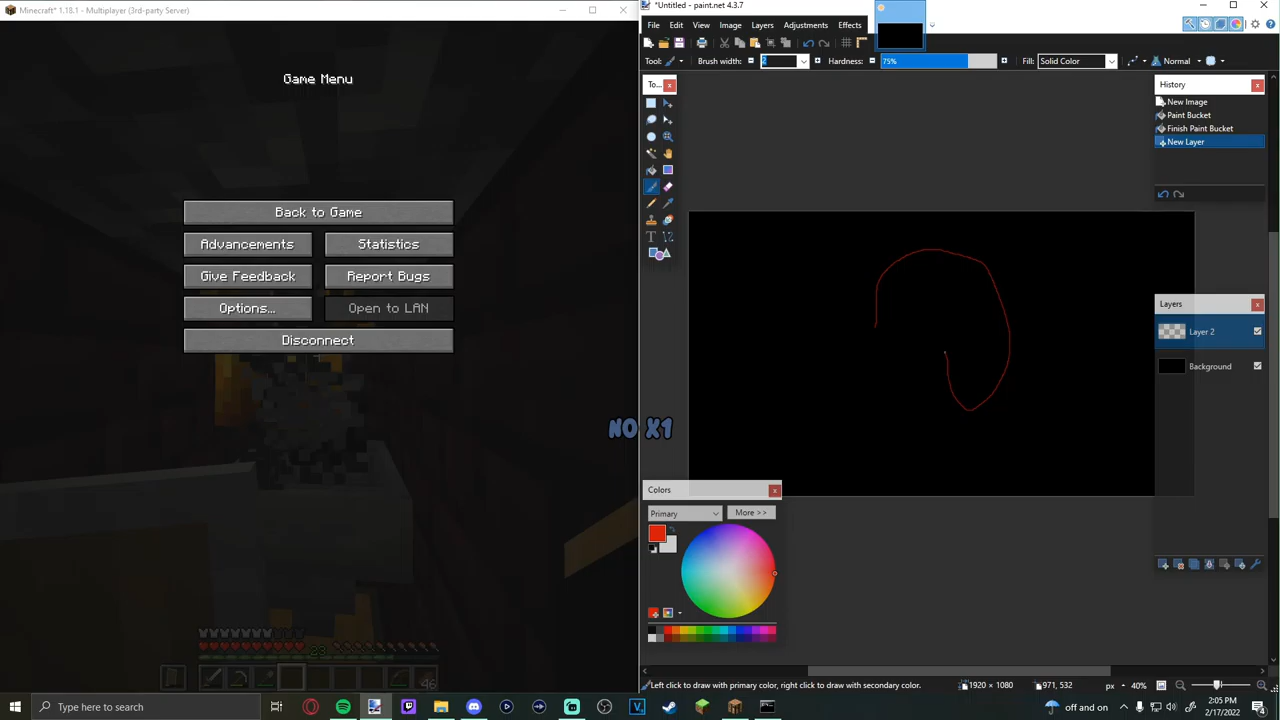 Minecraft* 1.18.1 - Multiplayer (3rd-party Server)
Game Menu
Back to Game
Advancements
Statistics
Give Feedback
Report Bugs
Options...
Open to LAN
Disconnect
NO X1
23
46
*Untitled - paint.net 4.3.7
File Edit View Image Layers Adjustments Effects
Tool: Brush width: 2 Hardness: 75% Fill: Solid Color Normal
To...
History
New Image
Paint Bucket
Finish Paint Bucket
New Layer
Layers
Layer 2
Background
Colors
Primary
More >>
Left click to draw with primary color, right click to draw with secondary color. 1920 × 1080 971, 532 px 40%
Type here to search
off and on
2:05 PM
2/17/2022
4